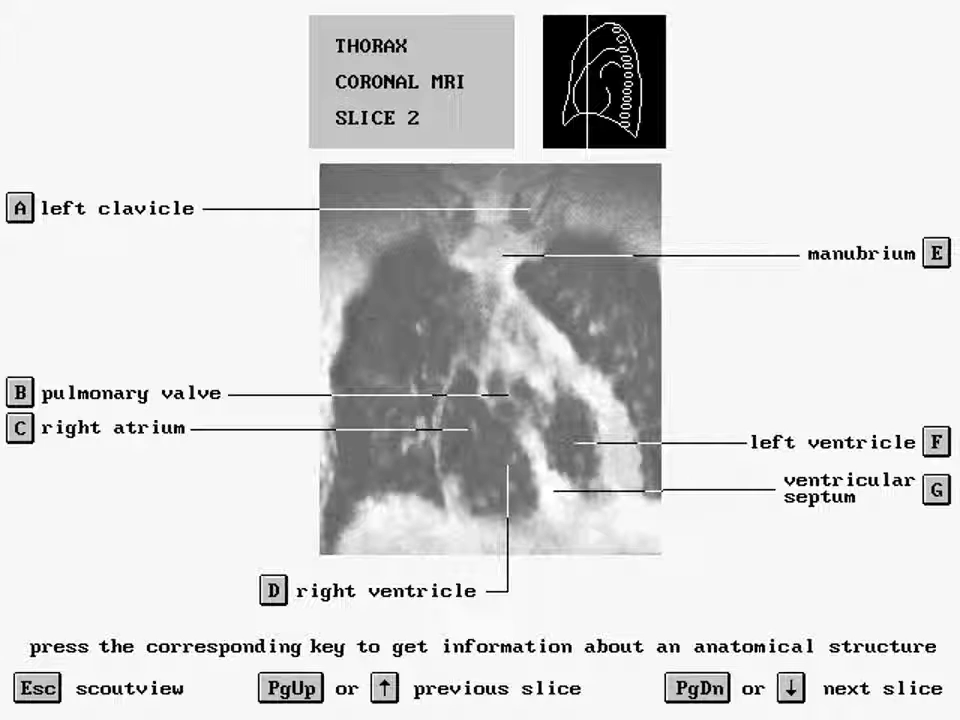 THORAX
CORONAL MRI
SLICE 2
A left clavicle
manubrium E
B pulmonary valve
C right atrium
left ventricle F
ventricular
septum G
D right ventricle
press the corresponding key to get information about an anatomical structure
Esc scoutview PgUp or ↑ previous slice PgDn or ↓ next slice